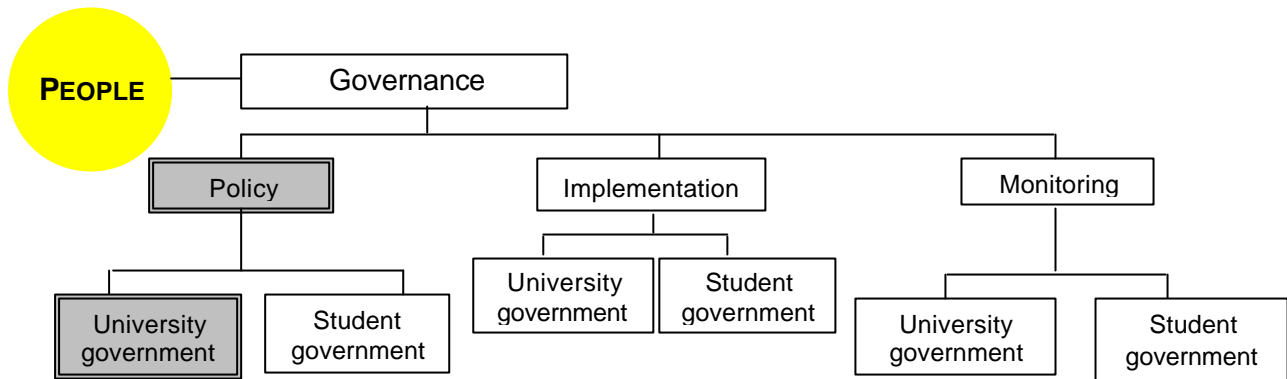 PEOPLE
Governance
Policy
Implementation
Monitoring
University
government
Student
government
University
government
Student
government
University
government
Student
government